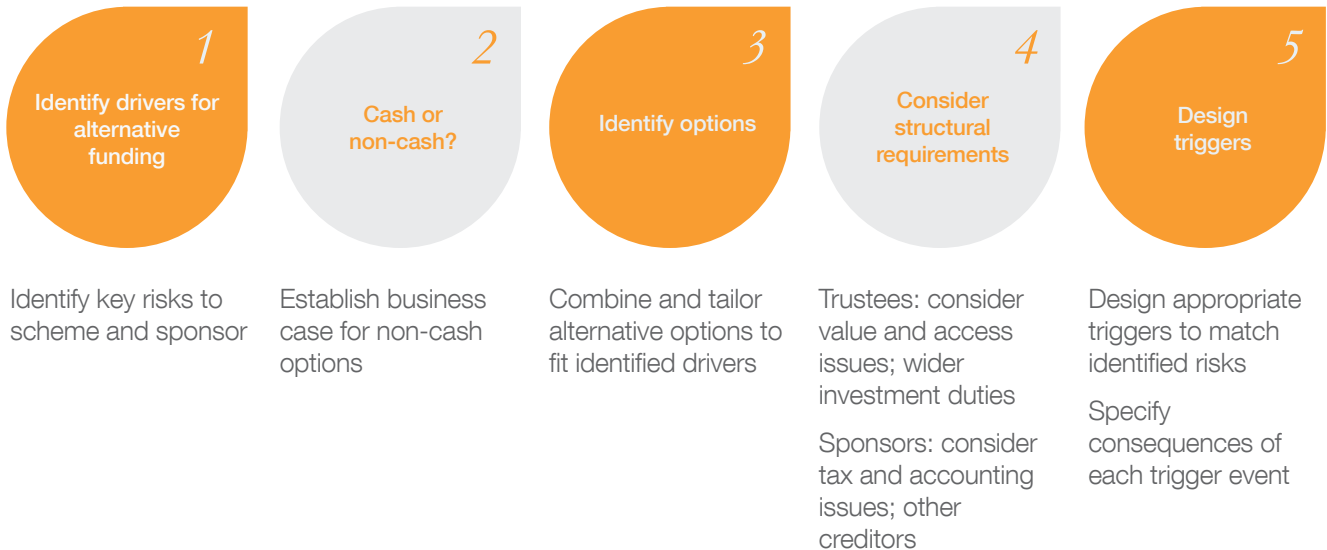 1
Identify drivers for
alternative
funding
Identify key risks to
scheme and sponsor
2
Cash or
non-cash?
Establish business
case for non-cash
options
3
Identify options
Combine and tailor
alternative options to
fit identified drivers
4
Consider
structural
requirements
Trustees: consider
value and access
issues; wider
investment duties
Sponsors: consider
tax and accounting
issues; other
creditors
5
Design
triggers
Design appropriate
triggers to match
identified risks
Specify
consequences of
each trigger event